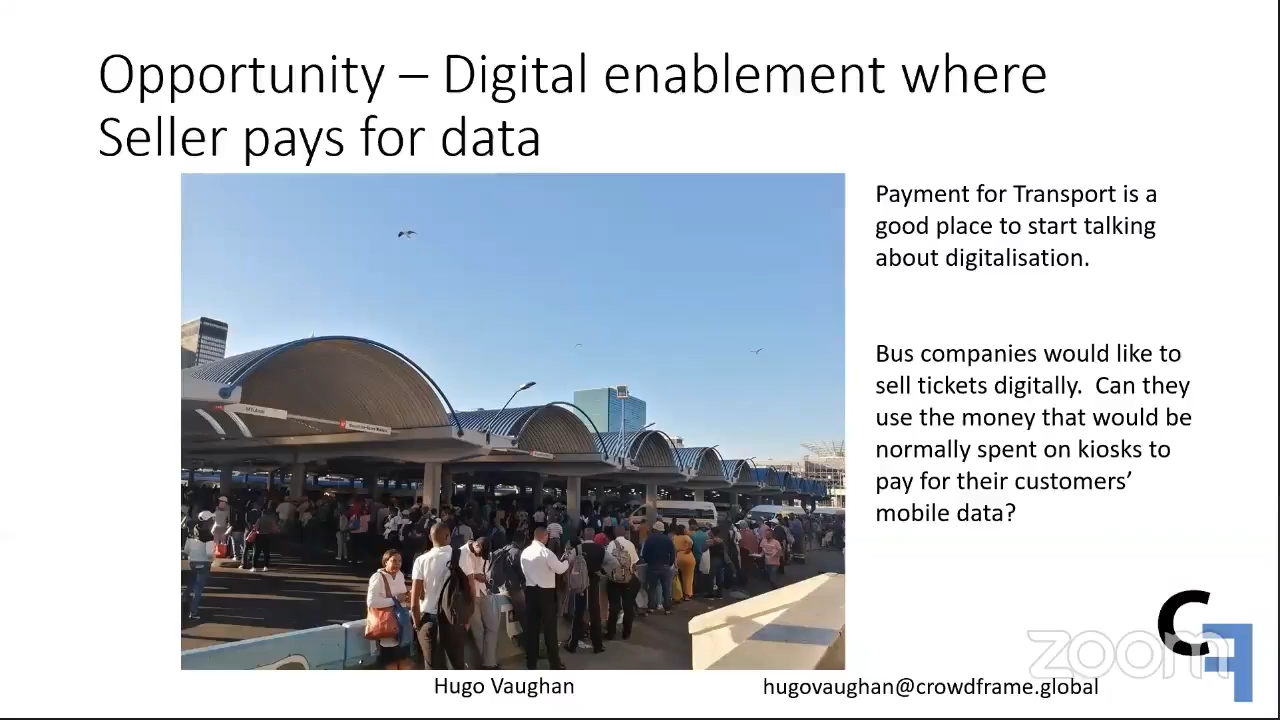 Opportunity – Digital enablement where
Seller pays for data
Payment for Transport is a
good place to start talking
about digitalisation.
Bus companies would like to
sell tickets digitally.  Can they
use the money that would be
normally spent on kiosks to
pay for their customers’
mobile data?
Hugo Vaughan
hugovaughan@crowdframe.global
zoom